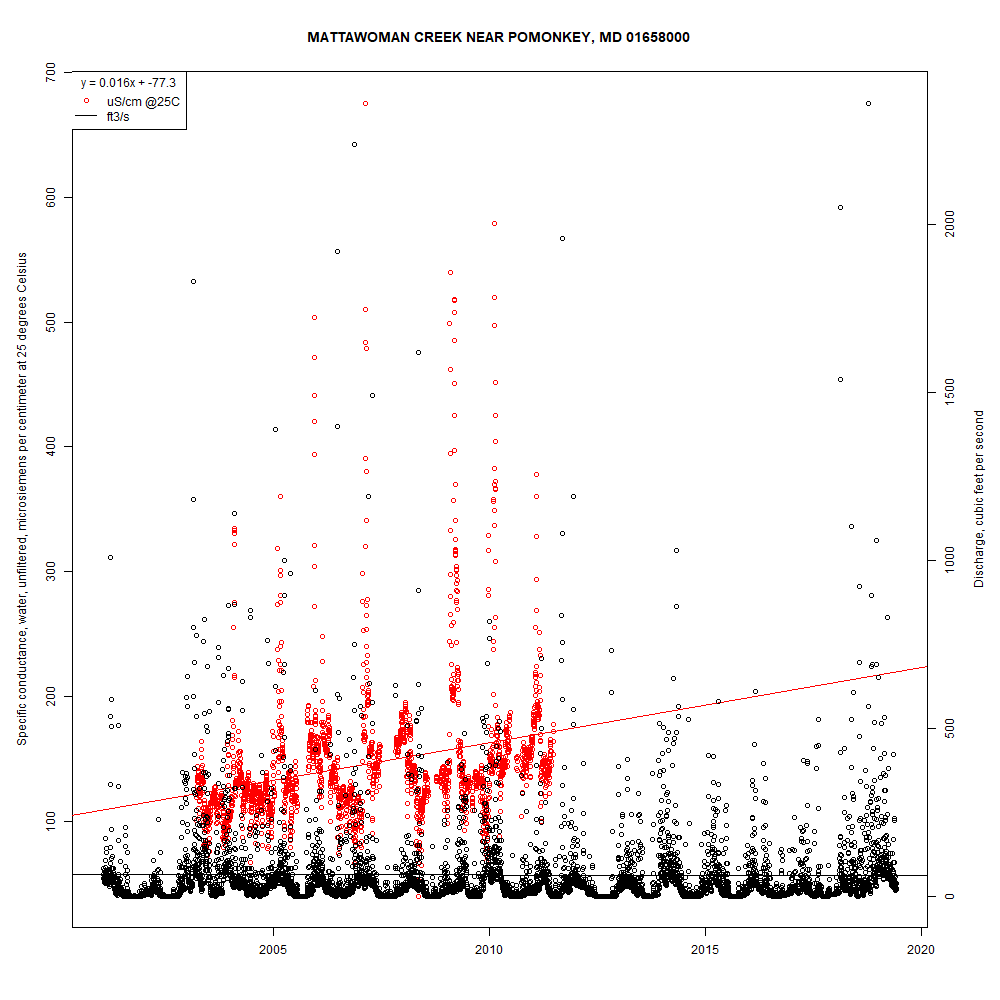 MATTAWOMAN CREEK NEAR POMONKEY, MD 01658000
y = 0.016x + -77.3
uS/cm @25C
ft3/s
Specific conductance, water, unfiltered, microsiemens per centimeter at 25 degrees Celsius
700
600
500
400
300
200
100
2005
2010
2015
2020
2000
1500
1000
500
0
Discharge, cubic feet per second